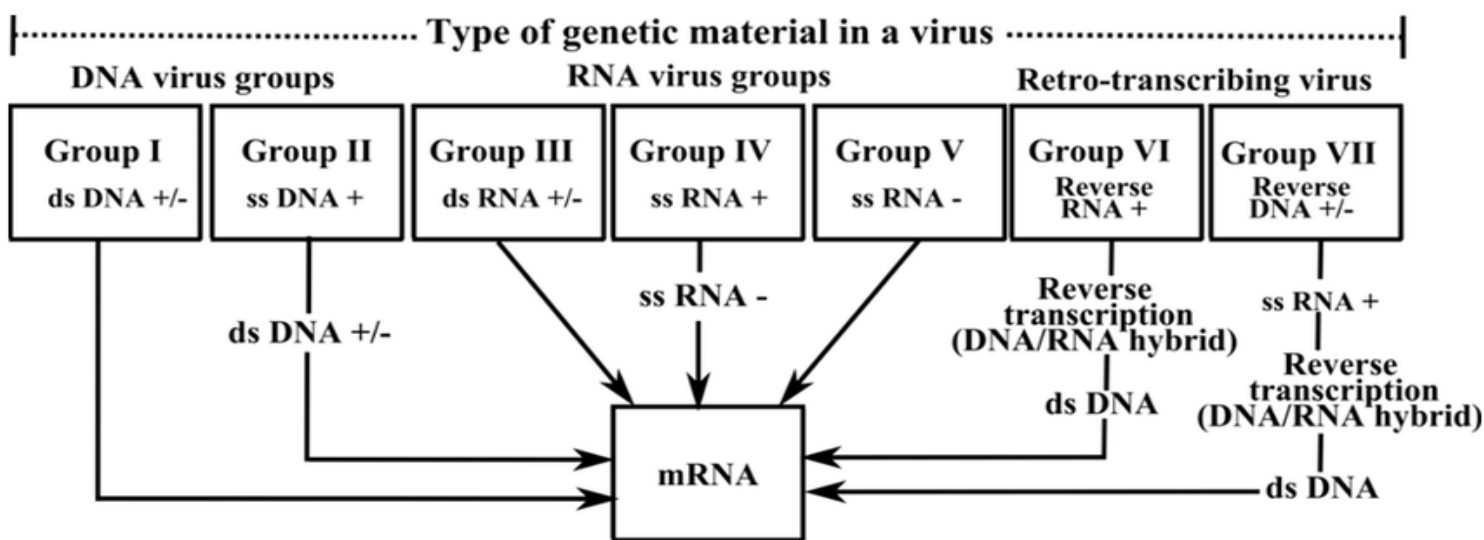 Type of genetic material in a virus
DNA virus groups
RNA virus groups
Retro-transcribing virus
Group I
ds DNA +/-
Group II
ss DNA +
Group III
ds RNA +/-
Group IV
ss RNA +
Group V
ss RNA -
Group VI
Reverse
RNA +
Group VII
Reverse
DNA +/-
ds DNA +/-
ss RNA -
Reverse
transcription
(DNA/RNA hybrid)
ds DNA
ss RNA +
Reverse
transcription
(DNA/RNA hybrid)
ds DNA
mRNA